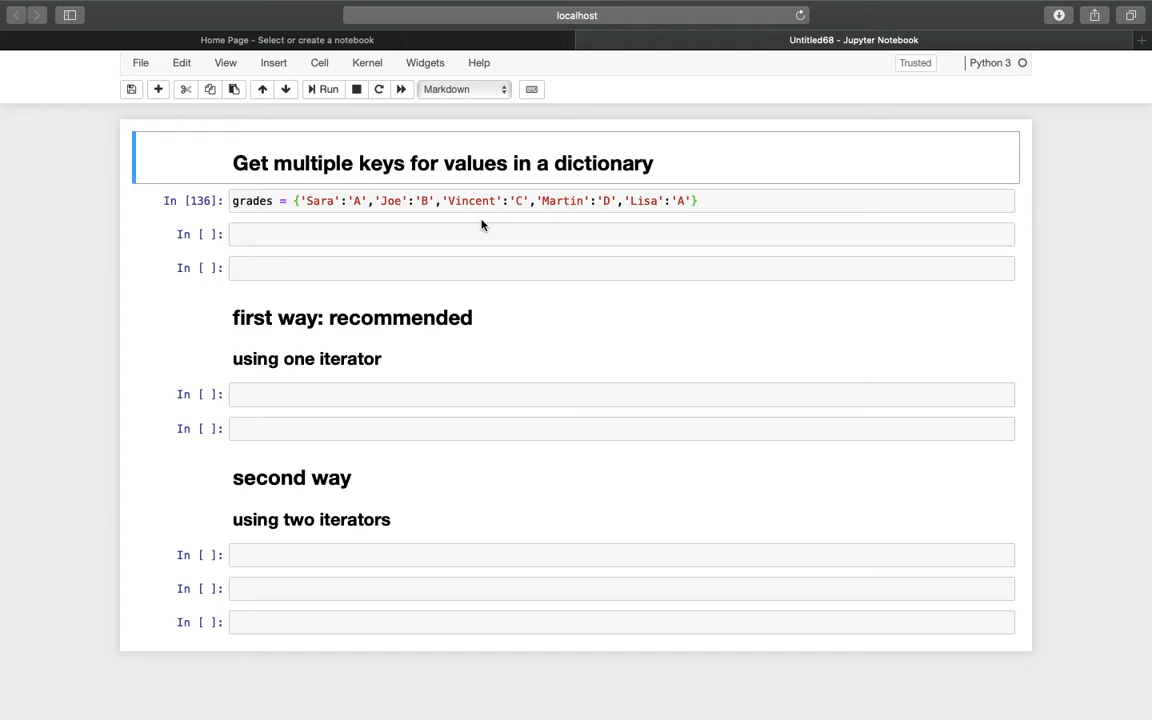 localhost
Home Page - Select or create a notebook
Untitled68 - Jupyter Notebook
File Edit View Insert Cell Kernel Widgets Help Trusted Python 3
Run Markdown
Get multiple keys for values in a dictionary
In [136]: grades = {'Sara':'A','Joe':'B','Vincent':'C','Martin':'D','Lisa':'A'}
In [ ]:
In [ ]:
first way: recommended
using one iterator
In [ ]:
In [ ]:
second way
using two iterators
In [ ]:
In [ ]:
In [ ]: